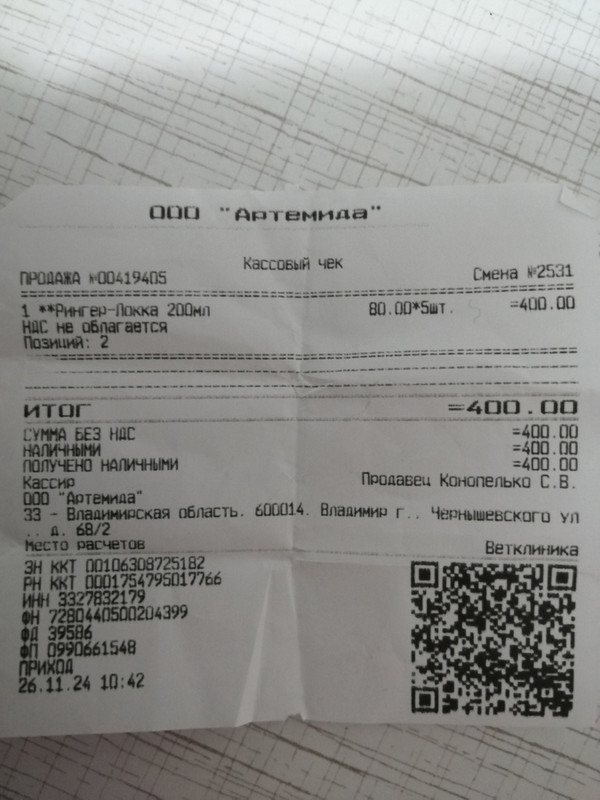 ООО "Артемида"
Кассовый чек
ПРОДАЖА №00419405 Смена №2531
1 **Рингер-Локка 200мл 80.00*5шт. =400.00
НДС не облагается
Позиций: 2
ИТОГ =400.00
СУММА БЕЗ НДС =400.00
НАЛИЧНЫМИ =400.00
ПОЛУЧЕНО НАЛИЧНЫМИ =400.00
Кассир Продавец Конопелько С.В.
ООО "Артемида"
33 - Владимирская область. 600014. Владимир г.. Чернышевского ул
.. д. 68/2
Место расчетов Ветклиника
ЗН ККТ 00106308725182
РН ККТ 0001754795017766
ИНН 3327832179
ФН 7280440500204399
ФД 39586
ФП 0990661548
ПРИХОД
26.11.24 10:42